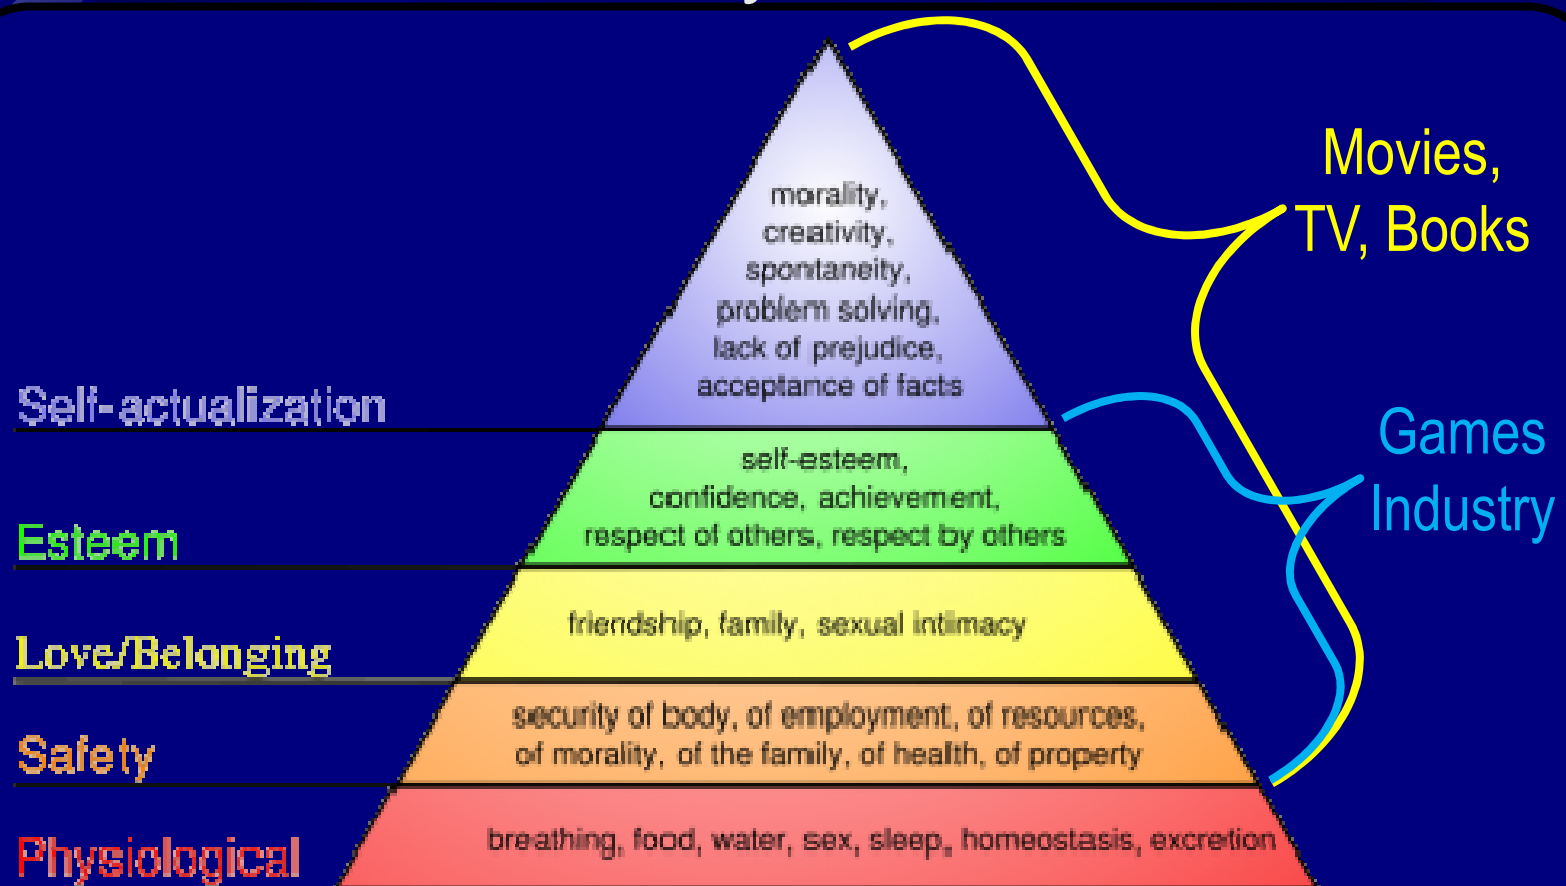 Movies,
TV, Books
morality,
creativity,
spontaneity,
problem solving,
lack of prejudice,
acceptance of facts
Self-actualization
Games
Industry
self-esteem,
confidence, achievement,
respect of others, respect by others
Esteem
friendship, family, sexual intimacy
Love/Belonging
security of body, of employment, of resources,
of morality, of the family, of health, of property
Safety
breathing, food, water, sex, sleep, homeostasis, excretion
Physiological